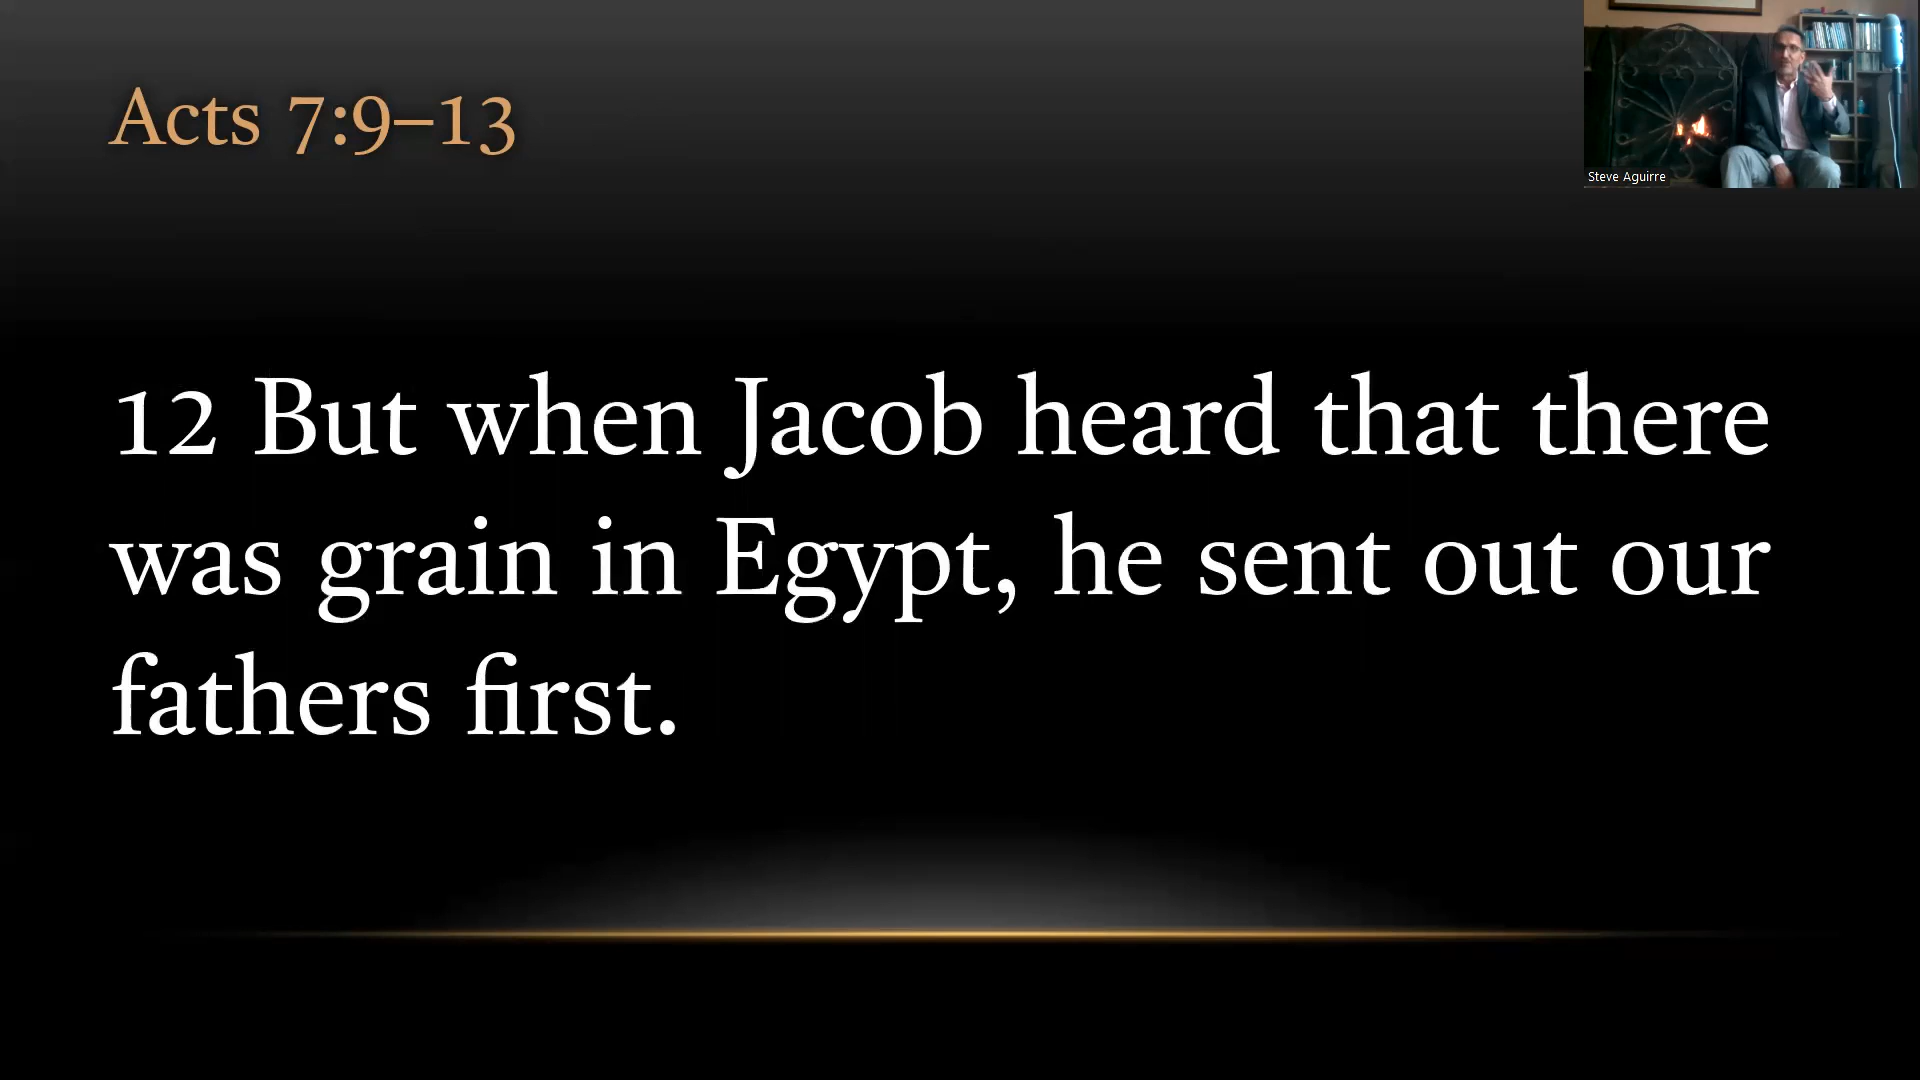 Acts 7:9–13
Steve Aguirre
12 But when Jacob heard that there
was grain in Egypt, he sent out our
fathers first.